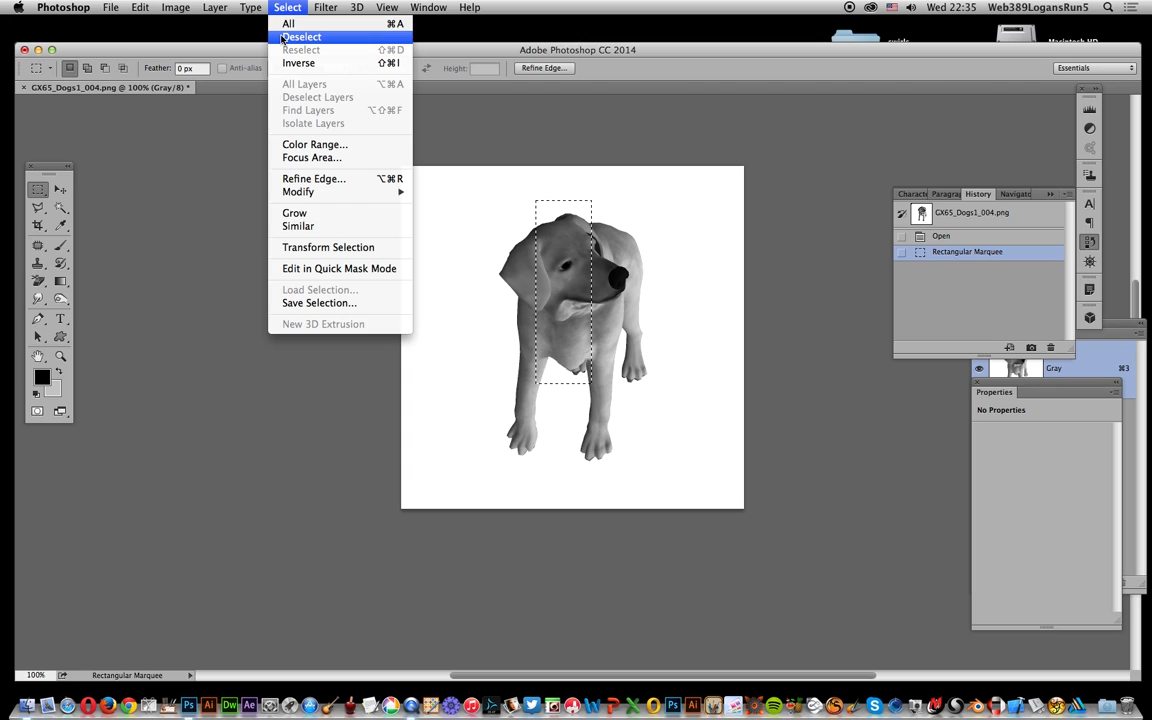 Photoshop File Edit Image Layer Type Select Filter 3D View Window Help Wed 22:35 Web389LogansRun5
Adobe Photoshop CC 2014
Feather: 0 px Anti-alias Height: Refine Edge... Essentials
× GX65_Dogs1_004.png @ 100% (Gray/8) *
All ⌘A
Deselect
Reselect ⇧⌘D
Inverse ⇧⌘I
All Layers ⌥⌘A
Deselect Layers
Find Layers ⌥⇧⌘F
Isolate Layers
Color Range...
Focus Area...
Refine Edge... ⌥⌘R
Modify
Grow
Similar
Transform Selection
Edit in Quick Mask Mode
Load Selection...
Save Selection...
New 3D Extrusion
Charact Paragra History Navigatc
GX65_Dogs1_004.png
Open
Rectangular Marquee
Gray ⌘3
Properties
No Properties
100% Rectangular Marquee